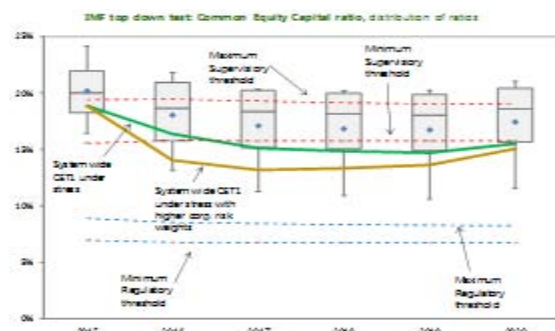 IMF top down test: Common Equity Capital ratio, distribution of ratios
25%
20%
15%
10%
5%
0%
Maximum
Supervisory
threshold
Minimum
Supervisory
threshold
System wide
CET1 under
stress
System wide CET1
under stress with
higher corp. risk
weights
Minimum
Regulatory
threshold
Maximum
Regulatory
threshold
2017